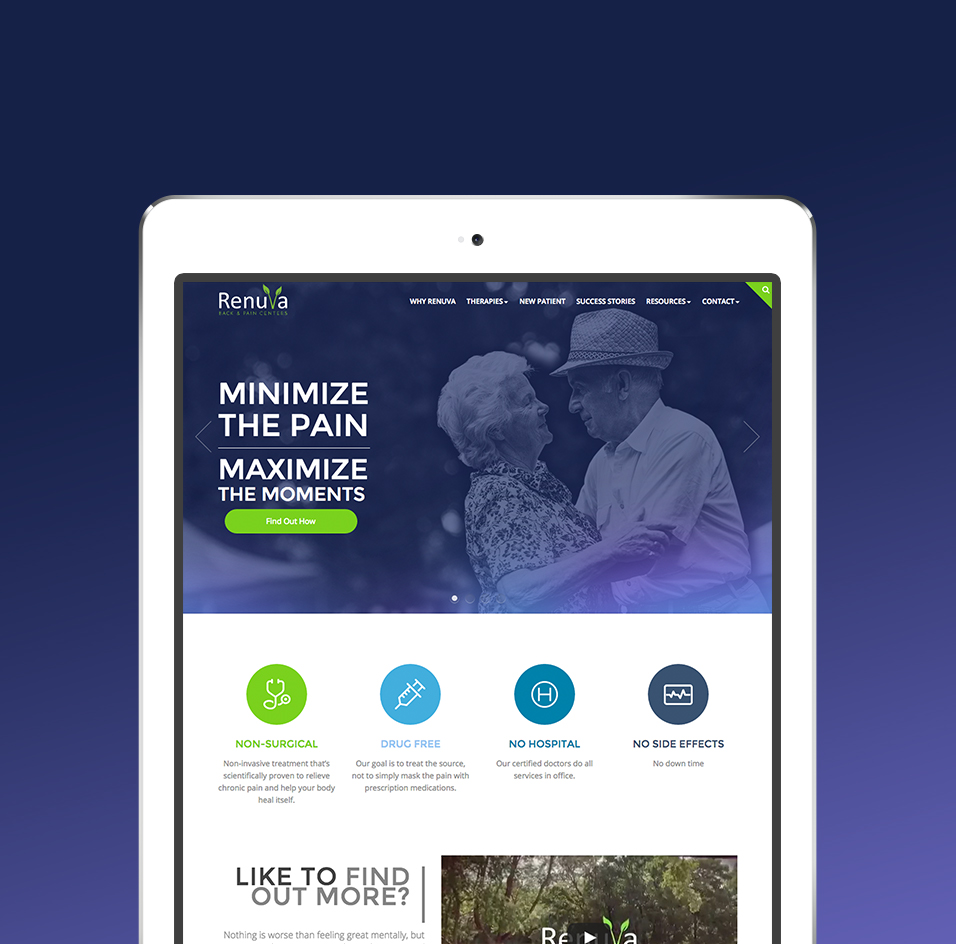 Renuva
BACK & PAIN CENTERS
WHY RENUVA THERAPIES NEW PATIENT SUCCESS STORIES RESOURCES CONTACT
MINIMIZE
THE PAIN
MAXIMIZE
THE MOMENTS
Find Out How
NON-SURGICAL
Non-invasive treatment that's
scientifically proven to relieve
chronic pain and help your body
heal itself.
DRUG FREE
Our goal is to treat the source,
not to simply mask the pain with
prescription medications.
H
NO HOSPITAL
Our certified doctors do all
services in office.
NO SIDE EFFECTS
No down time
LIKE TO FIND
OUT MORE?
Nothing is worse than feeling great mentally, but
Renuva